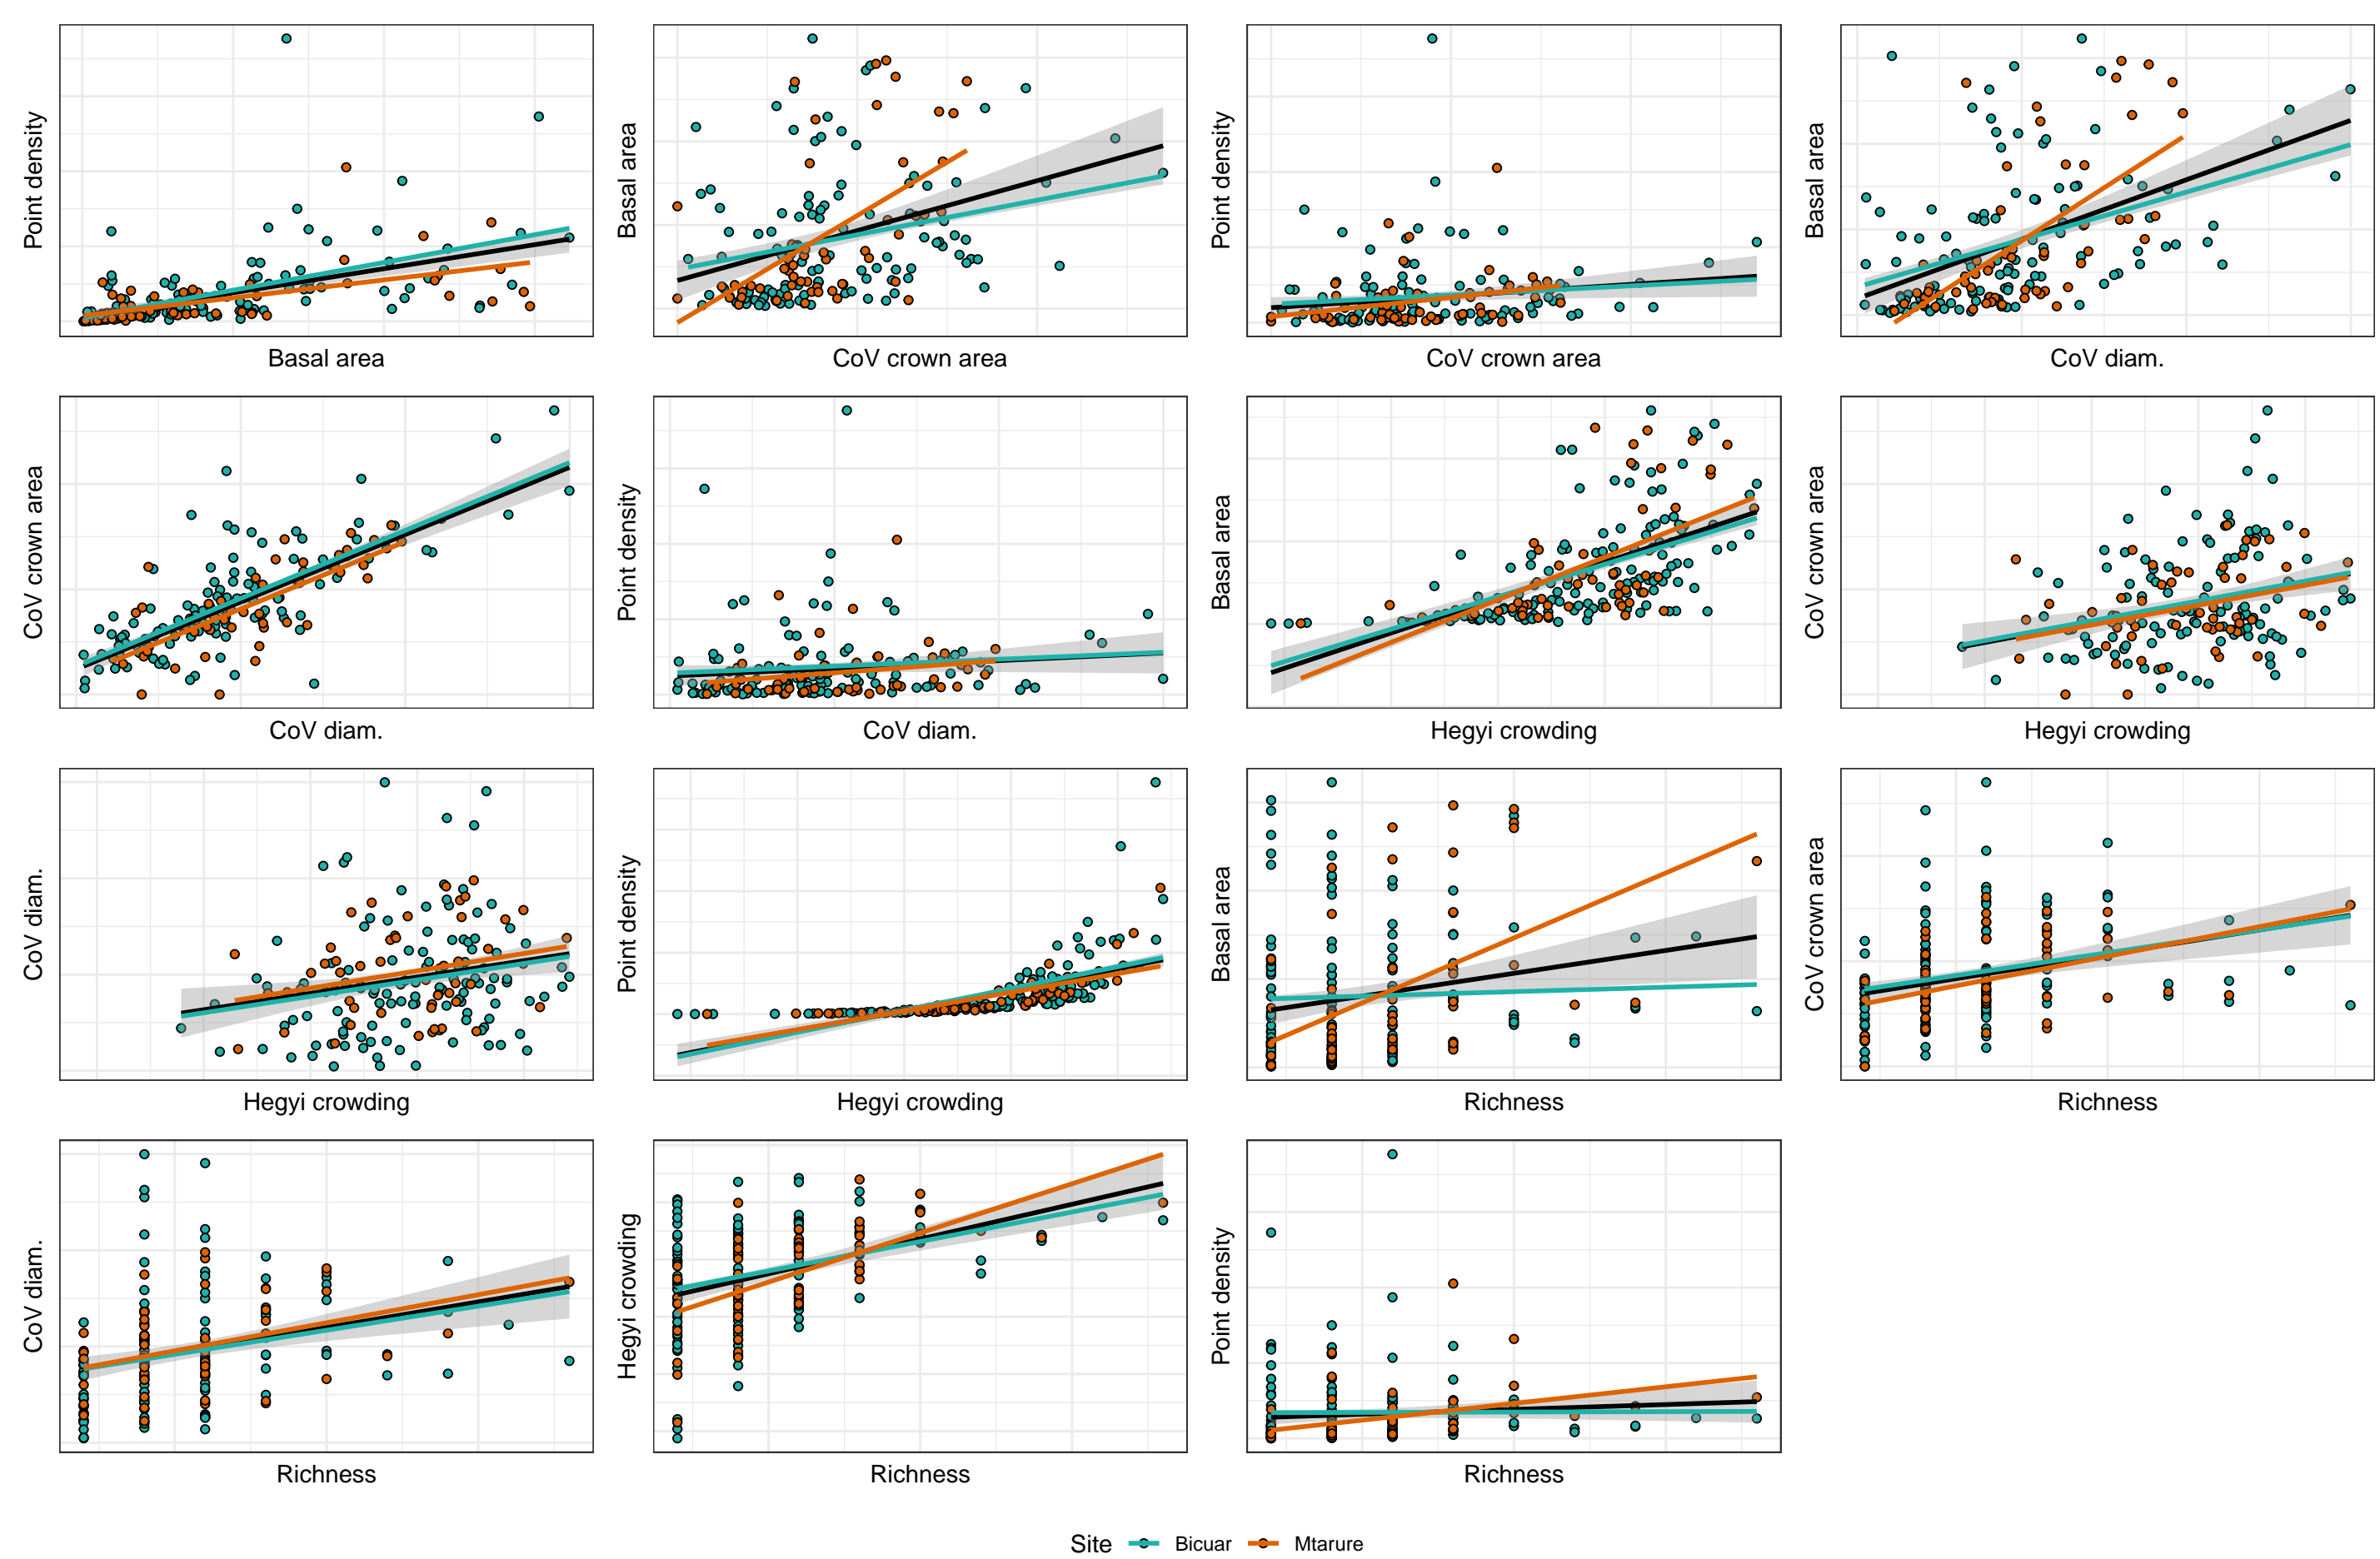 Point density
Basal area
Basal area
CoV crown area
Point density
CoV crown area
Basal area
CoV diam.
CoV crown area
CoV diam.
Point density
CoV diam.
Basal area
Hegyi crowding
CoV crown area
Hegyi crowding
CoV diam.
Hegyi crowding
Point density
Hegyi crowding
Basal area
Richness
CoV crown area
Richness
CoV diam.
Richness
Hegyi crowding
Richness
Point density
Richness
Site Bicuar Mtarure